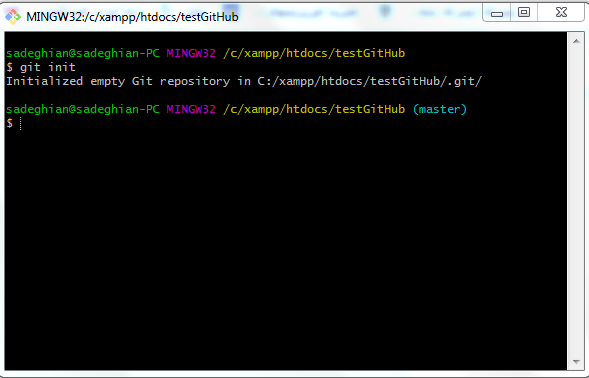 MINGW32:/c/xampp/htdocs/testGitHub
sadeghian@sadeghian-PC MINGW32 /c/xampp/htdocs/testGitHub
$ git init
Initialized empty Git repository in C:/xampp/htdocs/testGitHub/.git/
sadeghian@sadeghian-PC MINGW32 /c/xampp/htdocs/testGitHub (master)
$